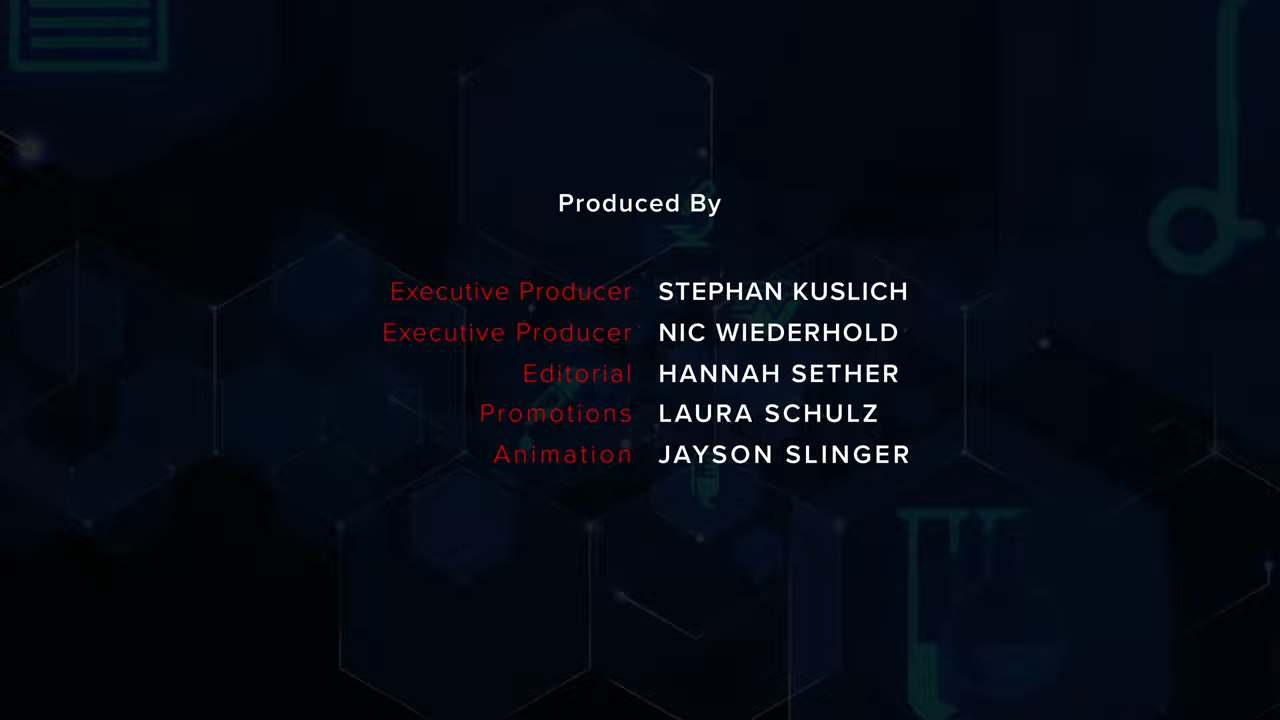 Produced By
Executive Producer STEPHAN KUSLICH
Executive Producer NIC WIEDERHOLD
Editorial HANNAH SETHER
Promotions LAURA SCHULZ
Animation JAYSON SLINGER